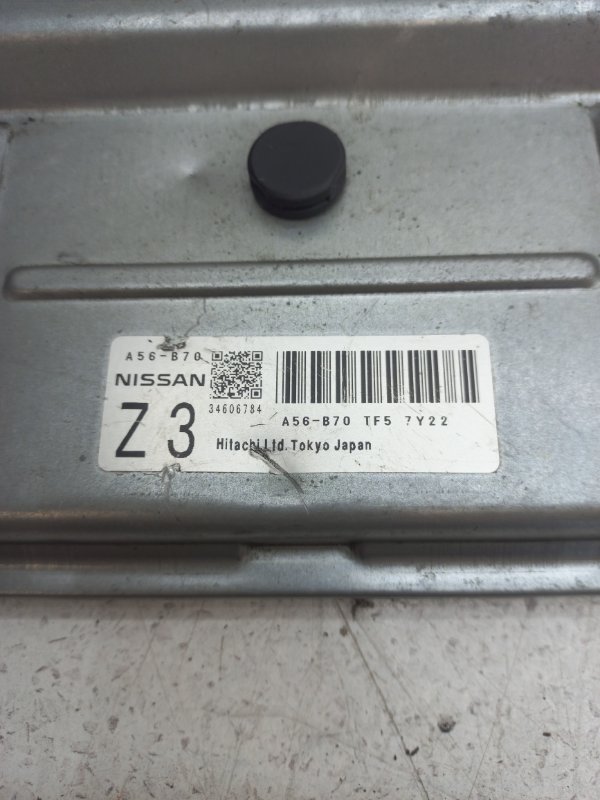 A56-B70
NISSAN
34606784
Z3
A56-B70 TF5 7Y22
Hitachi,Ltd.Tokyo Japan